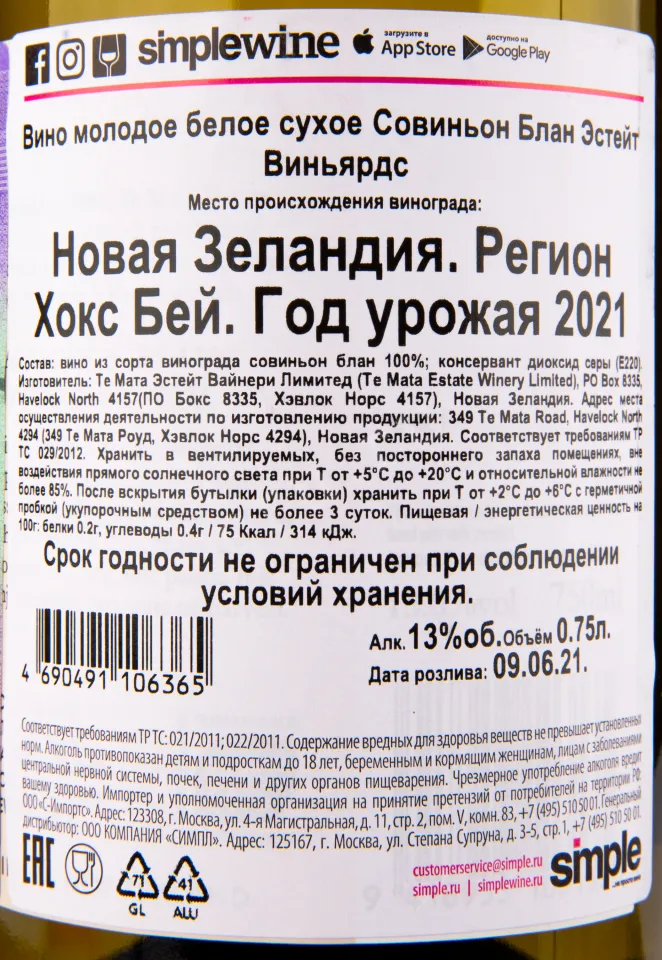 simplewine загрузите в App Store доступно на Google Play
Вино молодое белое сухое Совиньон Блан Эстейт
Виньярдс
Место происхождения винограда:
Новая Зеландия. Регион
Хокс Бей. Год урожая 2021
Состав: вино из сорта винограда совиньон блан 100%; консервант диоксид серы (Е220).
Изготовитель: Те Мата Эстейт Вайнери Лимитед (Te Mata Estate Winery Limited), PO Box 8335,
Havelock North 4157(ПО Бокс 8335, Хэвлок Норс 4157), Новая Зеландия. Адрес места
осуществления деятельности по изготовлению продукции: 349 Te Mata Road, Havelock North
4294 (349 Те Мата Роуд, Хэвлок Норс 4294), Новая Зеландия. Соответствует требованиям ТР
ТС 029/2012. Хранить в вентилируемых, без постороннего запаха помещениях, вне
воздействия прямого солнечного света при Т от +5°С до +20°С и относительной влажности не
более 85%. После вскрытия бутылки (упаковки) хранить при Т от +2°С до +6°С с герметичной
пробкой (укупорочным средством) не более 3 суток. Пищевая / энергетическая ценность на
100г: белки 0.2г, углеводы 0.4г / 75 Ккал / 314 кДж.
Срок годности не ограничен при соблюдении
условий хранения.
Алк. 13%об. Объём 0.75л.
Дата розлива: 09.06.21.
4 690491 106365
Соответствует требованиям ТР ТС: 021/2011; 022/2011. Содержание вредных для здоровья веществ не превышает установленных
норм. Алкоголь противопоказан детям и подросткам до 18 лет, беременным и кормящим женщинам, лицам с заболеваниями
центральной нервной системы, почек, печени и других органов пищеварения. Чрезмерное употребление алкоголя вредит
вашему здоровью. Импортер и уполномоченная организация на принятие претензий от потребителей на территории РФ:
ООО «С-Импортс». Адрес: 123308, г. Москва, ул. 4-я Магистральная, д. 11, стр. 2, пом. V, комн. 83, +7 (495) 510 50 01. Генеральный
дистрибьютор: ООО КОМПАНИЯ «СИМПЛ». Адрес: 125167, г. Москва, ул. Степана Супруна, д. 3-5, стр. 1, +7 (495) 510 50 01.
EAC
71
GL
41
ALU
customerservice@simple.ru
simple.ru | simplewine.ru
simple
...не просто вино